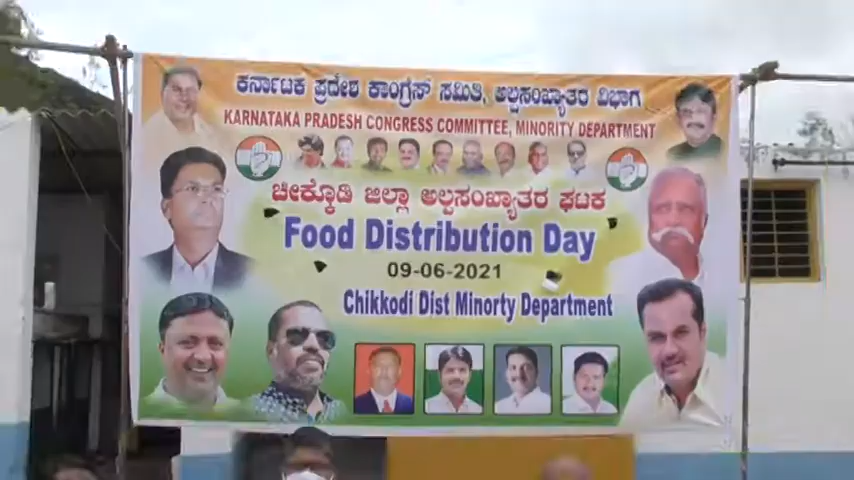 ಕರ್ನಾಟಕ ಪ್ರದೇಶ ಕಾಂಗ್ರೆಸ್ ಸಮಿತಿ, ಅಲ್ಪಸಂಖ್ಯಾತರ ವಿಭಾಗ
KARNATAKA PRADESH CONGRESS COMMITTEE, MINORITY DEPARTMENT
ಚಿಕ್ಕೊಡಿ ಜಿಲ್ಲಾ ಅಲ್ಪಸಂಖ್ಯಾತರ ಘಟಕ
Food Distribution Day
09-06-2021
Chikkodi Dist Minorty Department